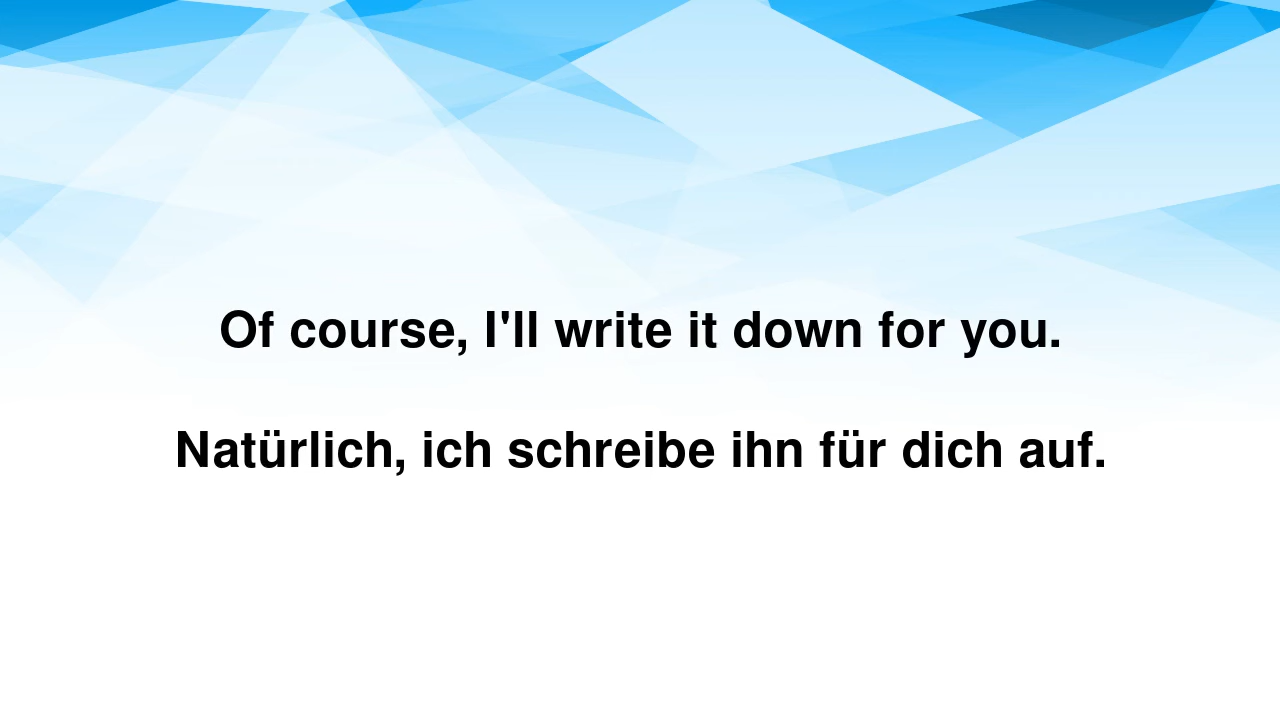 Of course, I'll write it down for you.
Natürlich, ich schreibe ihn für dich auf.